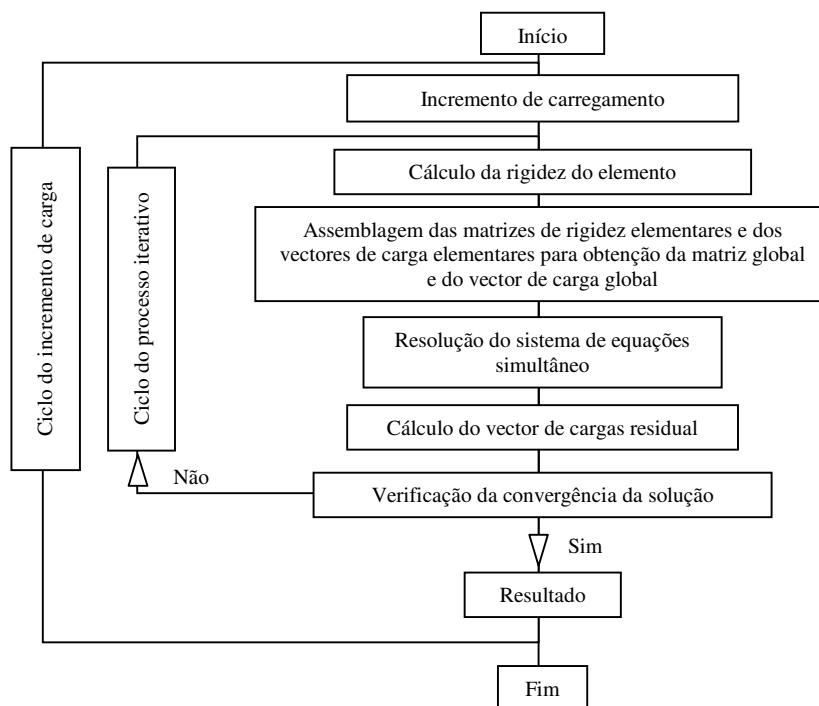 Início
Incremento de carregamento
Cálculo da rigidez do elemento
Assemblagem das matrizes de rigidez elementares e dos
vectores de carga elementares para obtenção da matriz global
e do vector de carga global
Resolução do sistema de equações
simultâneo
Cálculo do vector de cargas residual
Verificação da convergência da solução
Não
Sim
Resultado
Fim
Ciclo do incremento de carga
Ciclo do processo iterativo